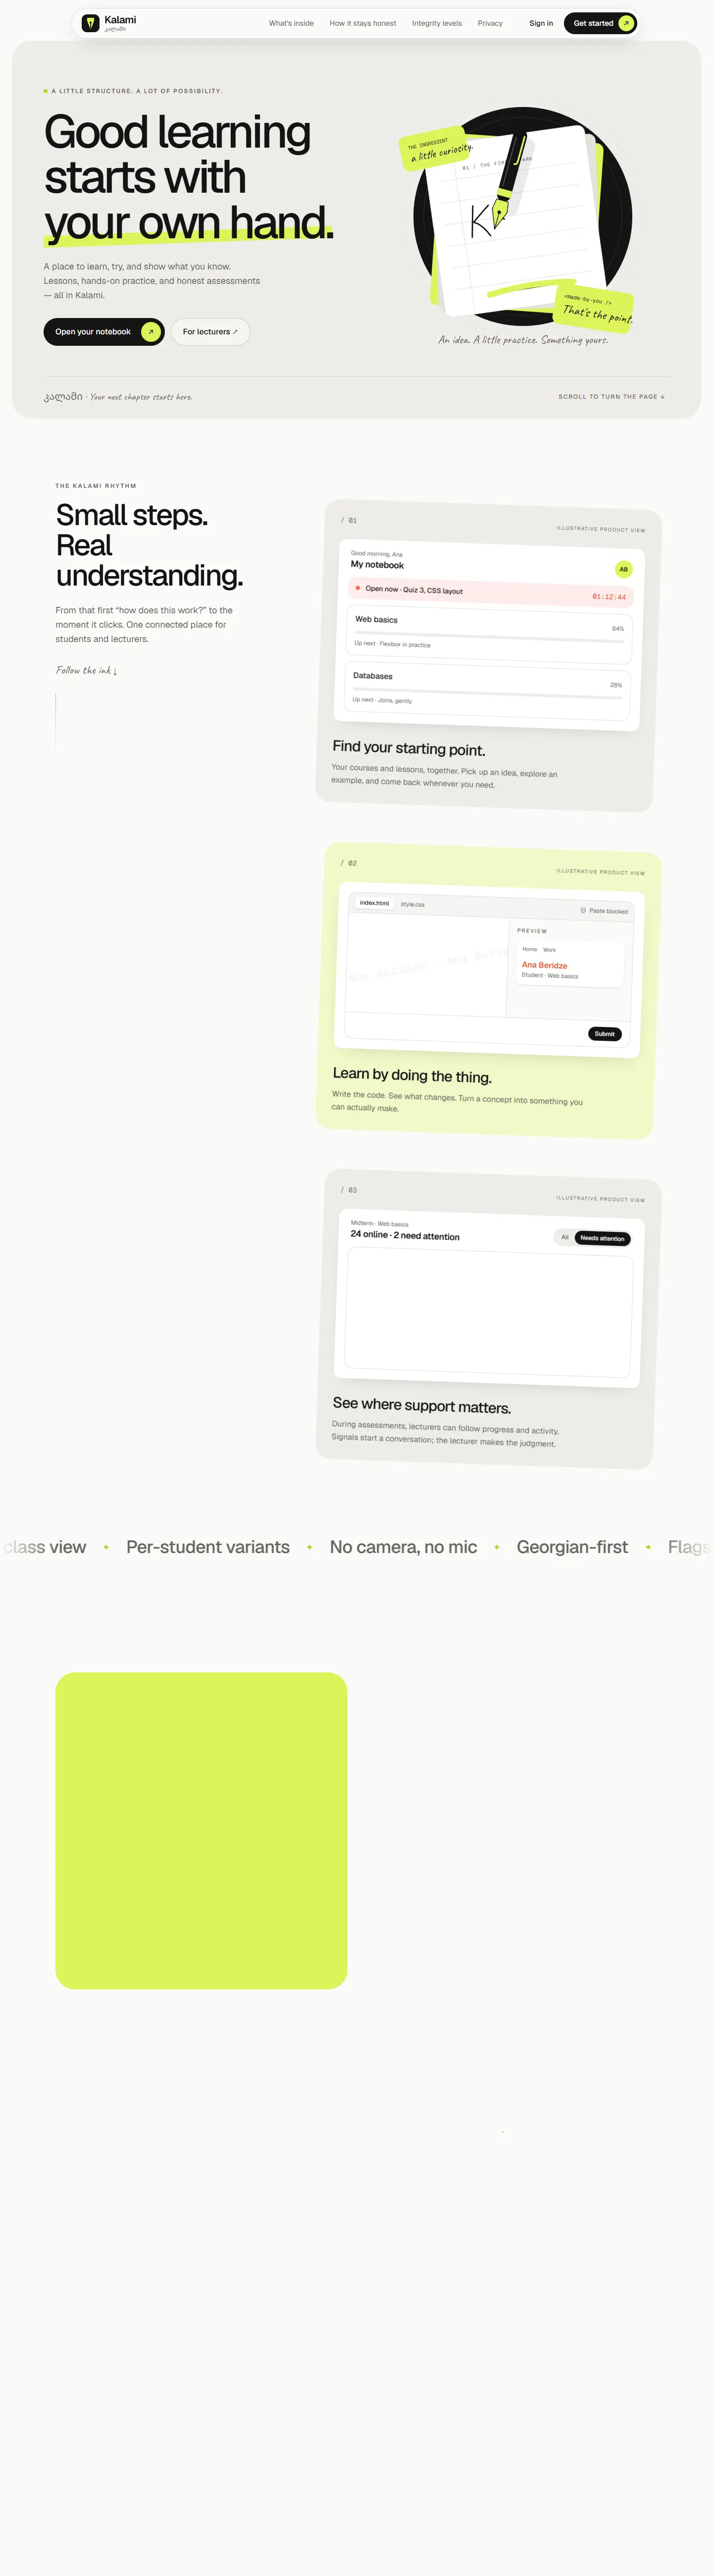 Kalami
კალამი
What's inside
How it stays honest
Integrity levels
Privacy
Sign in
Get started
A LITTLE STRUCTURE. A LOT OF POSSIBILITY.
Good learning
starts with
your own hand.
A place to learn, try, and show what you know.
Lessons, hands-on practice, and honest assessments
— all in Kalami.
Open your notebook
For lecturers ↗
THE INGREDIENT
a little curiosity.
01 / THE
K
<made-by-you />
That's the point.
An idea. A little practice. Something yours.
კალამი · Your next chapter starts here.
SCROLL TO TURN THE PAGE ↓
THE KALAMI RHYTHM
Small steps.
Real
understanding.
From that first “how does this work?” to the
moment it clicks. One connected place for
students and lecturers.
Follow the ink ↓
/ 01
ILLUSTRATIVE PRODUCT VIEW
Good morning, Ana
My notebook
AB
Open now · Quiz 3, CSS layout
01:12:44
Web basics
64%
Up next · Flexbox in practice
Databases
28%
Up next · Joins, gently
Find your starting point.
Your courses and lessons, together. Pick up an idea, explore an
example, and come back whenever you need.
/ 02
ILLUSTRATIVE PRODUCT VIEW
index.html
style.css
Paste blocked
Ana Beridze · Ana
PREVIEW
Home Work
Ana Beridze
Student · Web basics
Submit
Learn by doing the thing.
Write the code. See what changes. Turn a concept into something you
can actually make.
/ 03
ILLUSTRATIVE PRODUCT VIEW
Midterm · Web basics
24 online · 2 need attention
All
Needs attention
See where support matters.
During assessments, lecturers can follow progress and activity.
Signals start a conversation; the lecturer makes the judgment.
class view ✦ Per-student variants ✦ No camera, no mic ✦ Georgian-first ✦ Flags